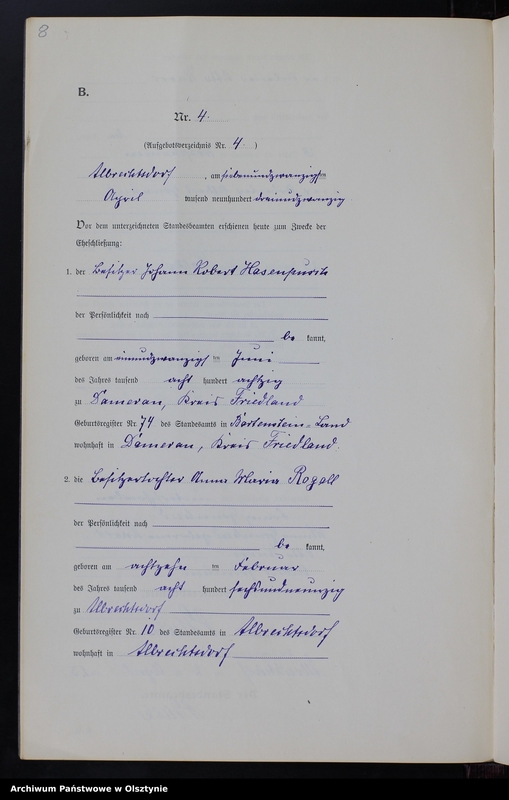 8
B.
Nr. 4.
(Aufgebotsverzeichnis Nr. 4. )
Albrechtsdorf, am siebenundzwanzigsten
April tausend neunhundert dreiundzwanzig
Vor dem unterzeichneten Standesbeamten erschienen heute zum Zwecke der
Eheschließung:
1. der Besitzer Johann Robert Hasenpusch
der Persönlichkeit nach
be kannt,
geboren am einundzwanzigsten Juni
des Jahres tausend acht hundert achtzig
zu Damerau, Kreis Friedland
Geburtsregister Nr. 74 des Standesamts in Bartenstein-Land
wohnhaft in Damerau, Kreis Friedland.
2. die Besitzertochter Anna Maria Rogall
der Persönlichkeit nach
be kannt,
geboren am achtzehnten Februar
des Jahres tausend acht hundert sechsundneunzig
zu Albrechtsdorf
Geburtsregister Nr. 10 des Standesamts in Albrechtsdorf
wohnhaft in Albrechtsdorf
Archiwum Państwowe w Olsztynie